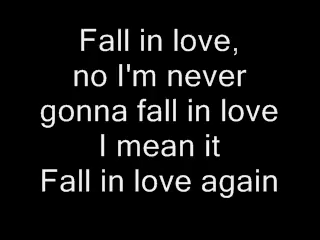 Fall in love,
no I'm never
gonna fall in love
I mean it
Fall in love again